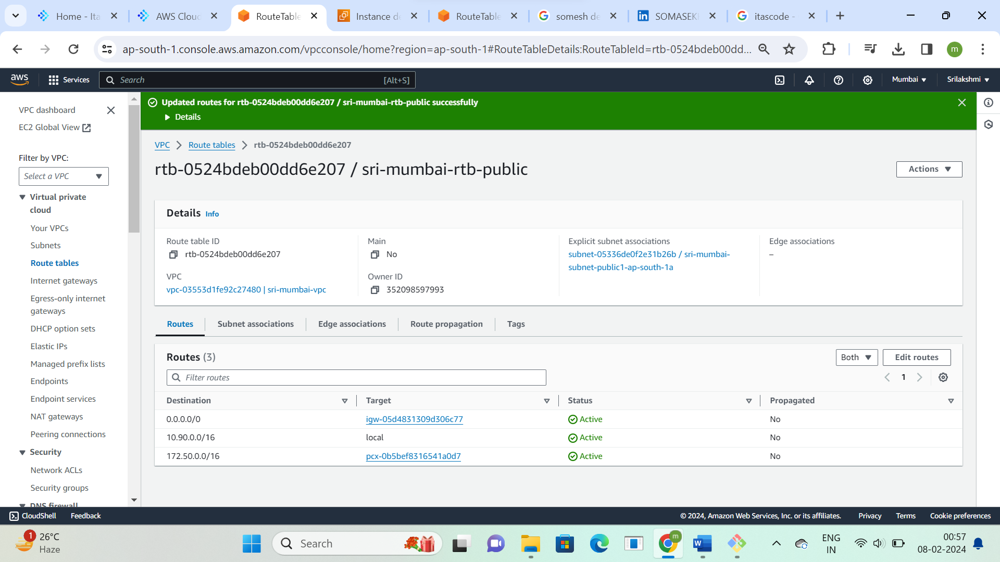 Home - Ita
AWS Clou
RouteTable
Instance de
RouteTable
somesh de
SOMASEK
itascode -
ap-south-1.console.aws.amazon.com/vpcconsole/home?region=ap-south-1#RouteTableDetails:RouteTableId=rtb-0524bdeb00dd...
m
aws
Services
Search
[Alt+S]
Mumbai
Srilakshmi
VPC dashboard
EC2 Global View
Filter by VPC:
Select a VPC
Virtual private
cloud
Your VPCs
Subnets
Route tables
Internet gateways
Egress-only internet
gateways
DHCP option sets
Elastic IPs
Managed prefix lists
Endpoints
Endpoint services
NAT gateways
Peering connections
Security
Network ACLs
Security groups
DNS firewall
Updated routes for rtb-0524bdeb00dd6e207 / sri-mumbai-rtb-public successfully
Details
VPC
Route tables
rtb-0524bdeb00dd6e207
rtb-0524bdeb00dd6e207 / sri-mumbai-rtb-public
Actions
Details Info
Route table ID
rtb-0524bdeb00dd6e207
Main
No
Explicit subnet associations
subnet-05336de0f2e31b26b / sri-mumbai-
subnet-public1-ap-south-1a
Edge associations
–
VPC
vpc-03553d1fe92c27480 | sri-mumbai-vpc
Owner ID
352098597993
Routes
Subnet associations
Edge associations
Route propagation
Tags
Routes (3)
Both
Edit routes
Filter routes
1
Destination Target Status Propagated
0.0.0.0/0 igw-05d4831309d306c77 Active No
10.90.0.0/16 local Active No
172.50.0.0/16 pcx-0b5bef8316541a0d7 Active No
CloudShell
Feedback
© 2024, Amazon Web Services, Inc. or its affiliates.
Privacy
Terms
Cookie preferences
1
26°C
Haze
Search
m
W
ENG
IN
00:57
08-02-2024